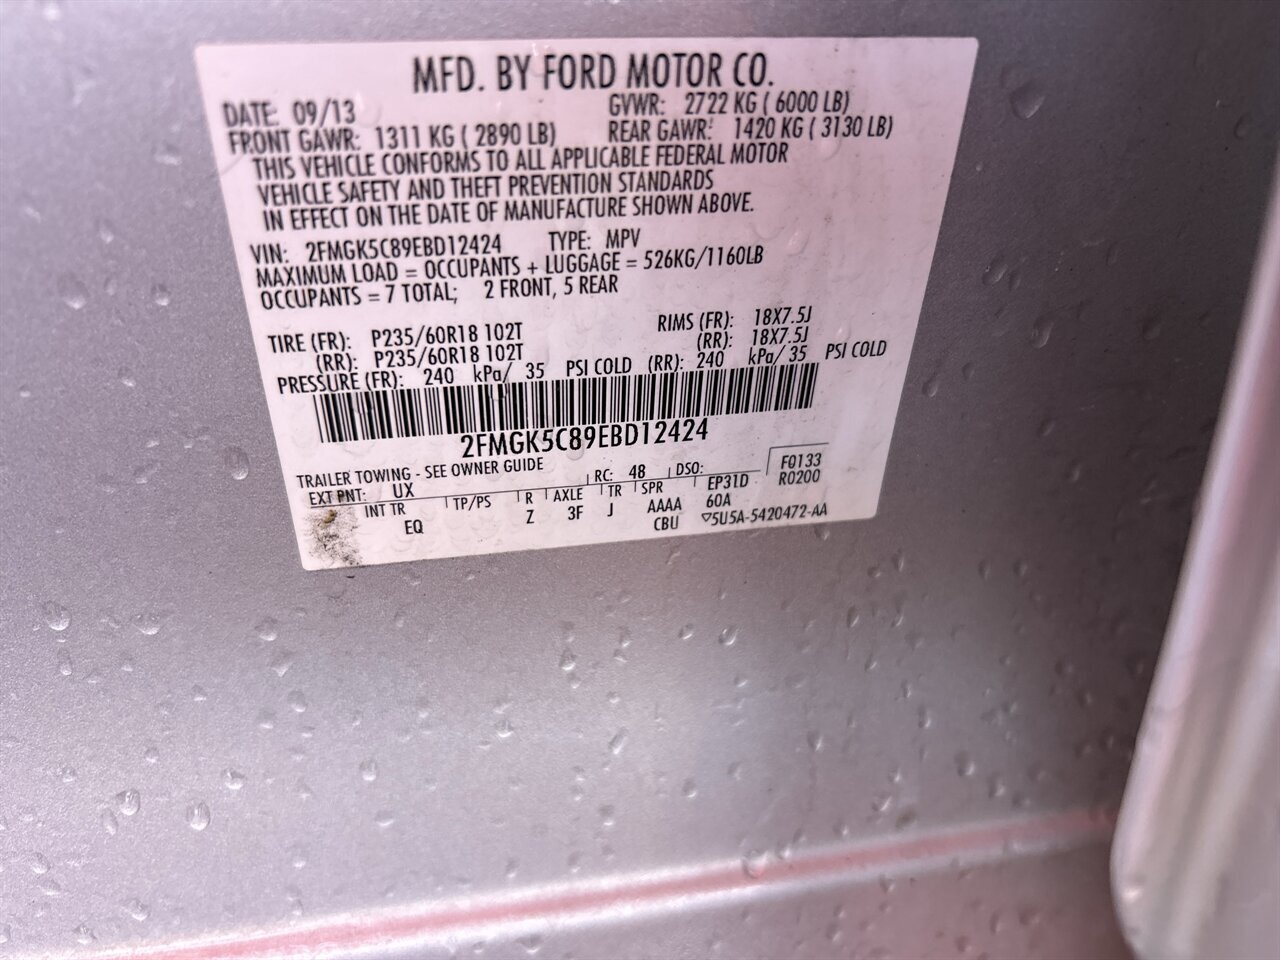 MFD. BY FORD MOTOR CO.
DATE: 09/13 GVWR: 2722 KG ( 6000 LB)
FRONT GAWR: 1311 KG ( 2890 LB) REAR GAWR: 1420 KG ( 3130 LB)
THIS VEHICLE CONFORMS TO ALL APPLICABLE FEDERAL MOTOR
VEHICLE SAFETY AND THEFT PREVENTION STANDARDS
IN EFFECT ON THE DATE OF MANUFACTURE SHOWN ABOVE.
VIN: 2FMGK5C89EBD12424 TYPE: MPV
MAXIMUM LOAD = OCCUPANTS + LUGGAGE = 526KG/1160LB
OCCUPANTS = 7 TOTAL; 2 FRONT, 5 REAR
TIRE (FR): P235/60R18 102T RIMS (FR): 18X7.5J
(RR): P235/60R18 102T (RR): 18X7.5J
PRESSURE (FR): 240 kPa/ 35 PSI COLD (RR): 240 kPa/ 35 PSI COLD
2FMGK5C89EBD12424
TRAILER TOWING - SEE OWNER GUIDE
EXT PNT: UX RC: 48 DSO: F0133
R0200
INT TR TP/PS R AXLE TR SPR EP31D
EQ Z 3F J AAAA 60A
CBU ▽5U5A-5420472-AA